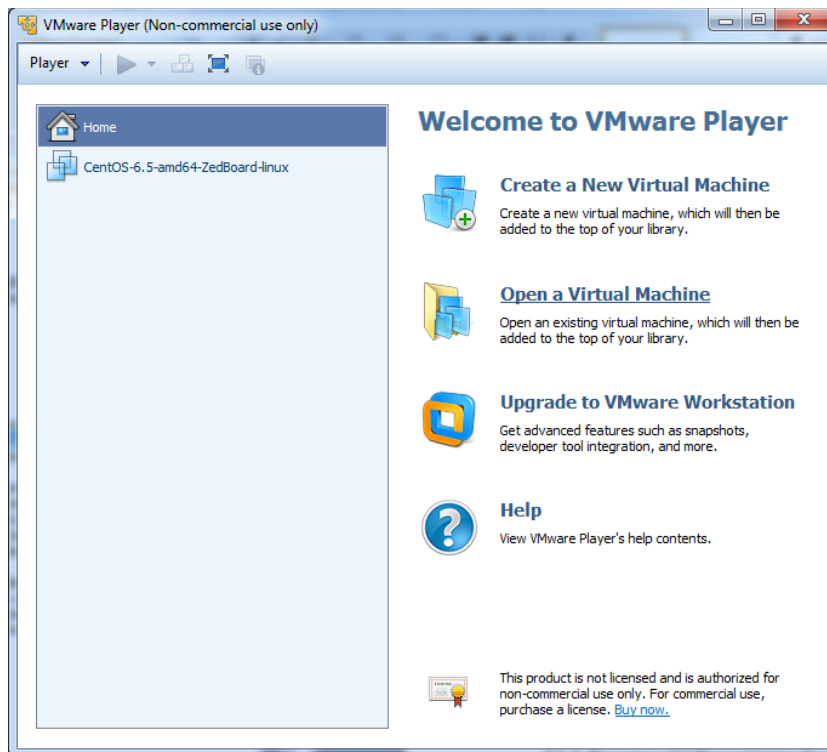 VMware Player (Non-commercial use only)
Player
Home
CentOS-6.5-amd64-ZedBoard-linux
Welcome to VMware Player
Create a New Virtual Machine
Create a new virtual machine, which will then be
added to the top of your library.
Open a Virtual Machine
Open an existing virtual machine, which will then be
added to the top of your library.
Upgrade to VMware Workstation
Get advanced features such as snapshots,
developer tool integration, and more.
Help
View VMware Player's help contents.
This product is not licensed and is authorized for
non-commercial use only. For commercial use,
purchase a license. Buy now.